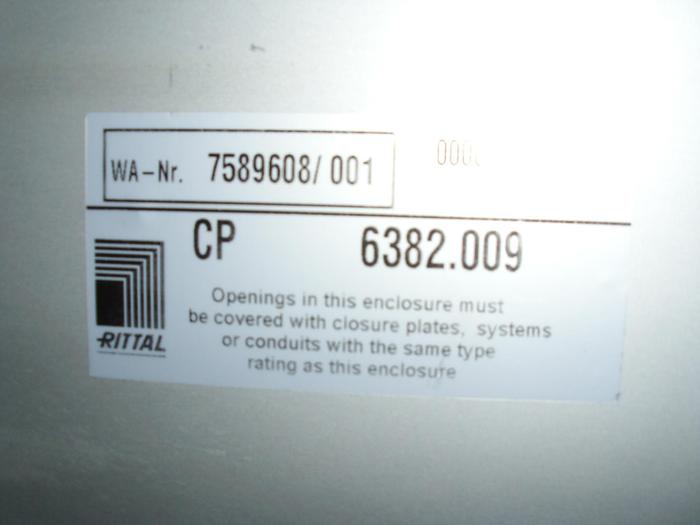 WA-Nr. 7589608/ 001
CP 6382.009
RITTAL
Openings in this enclosure must
be covered with closure plates, systems
or conduits with the same type
rating as this enclosure